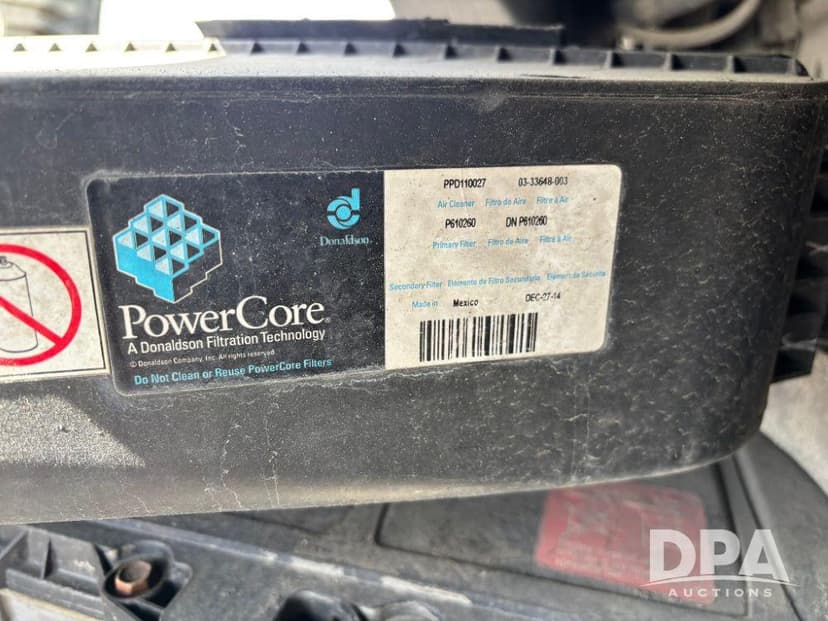 PPD110027 03-33648-003
Air Cleaner Filtro de Aire Filtre à Air
P610260 DN P610260
Primary Filter Filtro de Aire Filtre à Air
Secondary Filter Elemento de Filtro Secundario Element de Sécurité
Made in Mexico DEC-07-14
Donaldson
PowerCore®
A Donaldson Filtration Technology
© Donaldson Company, Inc. All rights reserved
Do Not Clean or Reuse PowerCore Filters
DPA
AUCTIONS